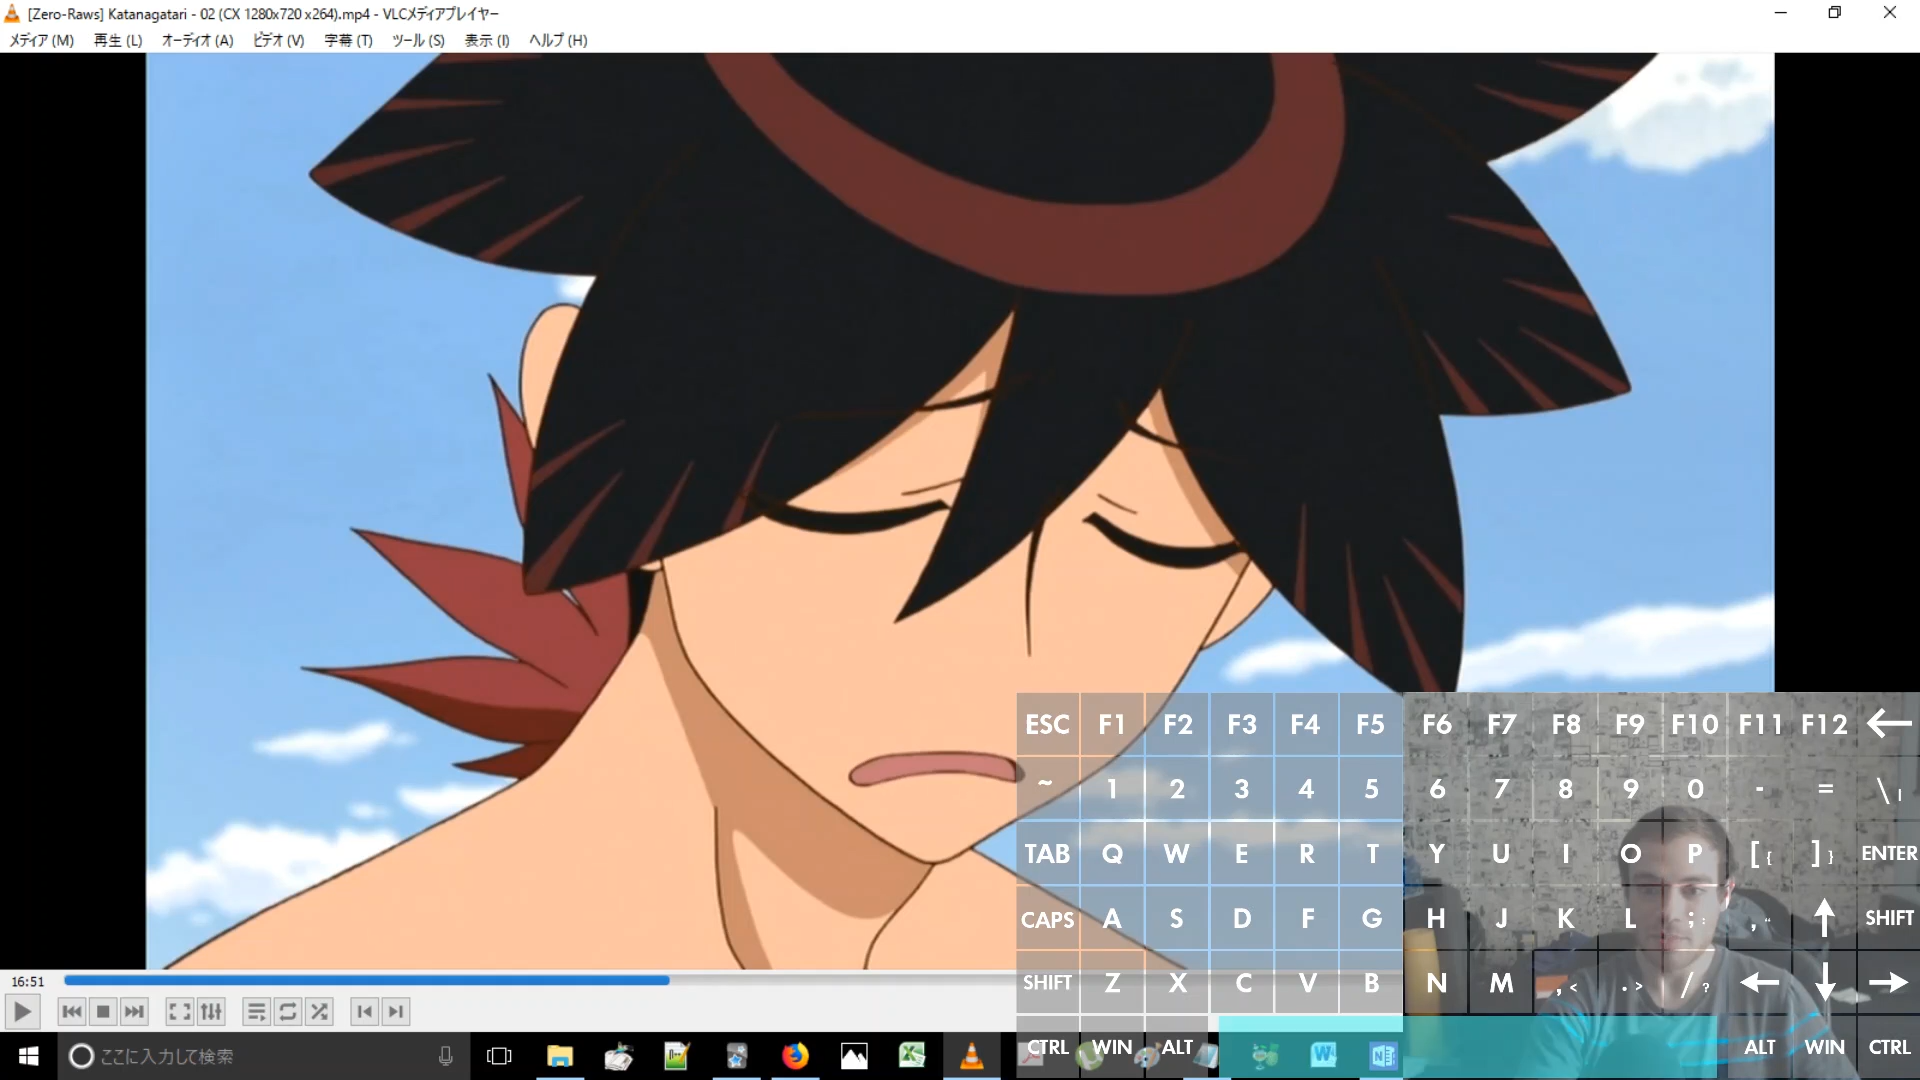 [Zero-Raws] Katanagatari - 02 (CX 1280x720 x264).mp4 - VLCメディアプレイヤー
メディア (M) 再生 (L) オーディオ (A) ビデオ (V) 字幕 (T) ツール (S) 表示 (I) ヘルプ (H)
ESC F1 F2 F3 F4 F5 F6 F7 F8 F9 F10 F11 F12 ←
~ 1 2 3 4 5 6 7 8 9 0 - = \ |
TAB Q W E R T Y U I O P [ { ] } ENTER
CAPS A S D F G H J K L ; : , " ↑ SHIFT
16:51
SHIFT Z X C V B N M , < . > / ? ← ↓ →
CTRL WIN ALT ALT WIN CTRL
ここに入力して検索